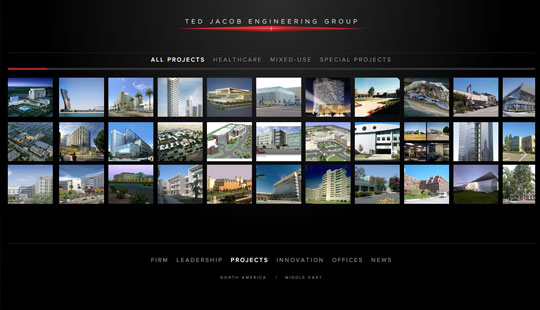 TED JACOB ENGINEERING GROUP
ALL PROJECTS HEALTHCARE MIXED-USE SPECIAL PROJECTS
FIRM LEADERSHIP PROJECTS INNOVATION OFFICES NEWS
NORTH AMERICA | MIDDLE EAST